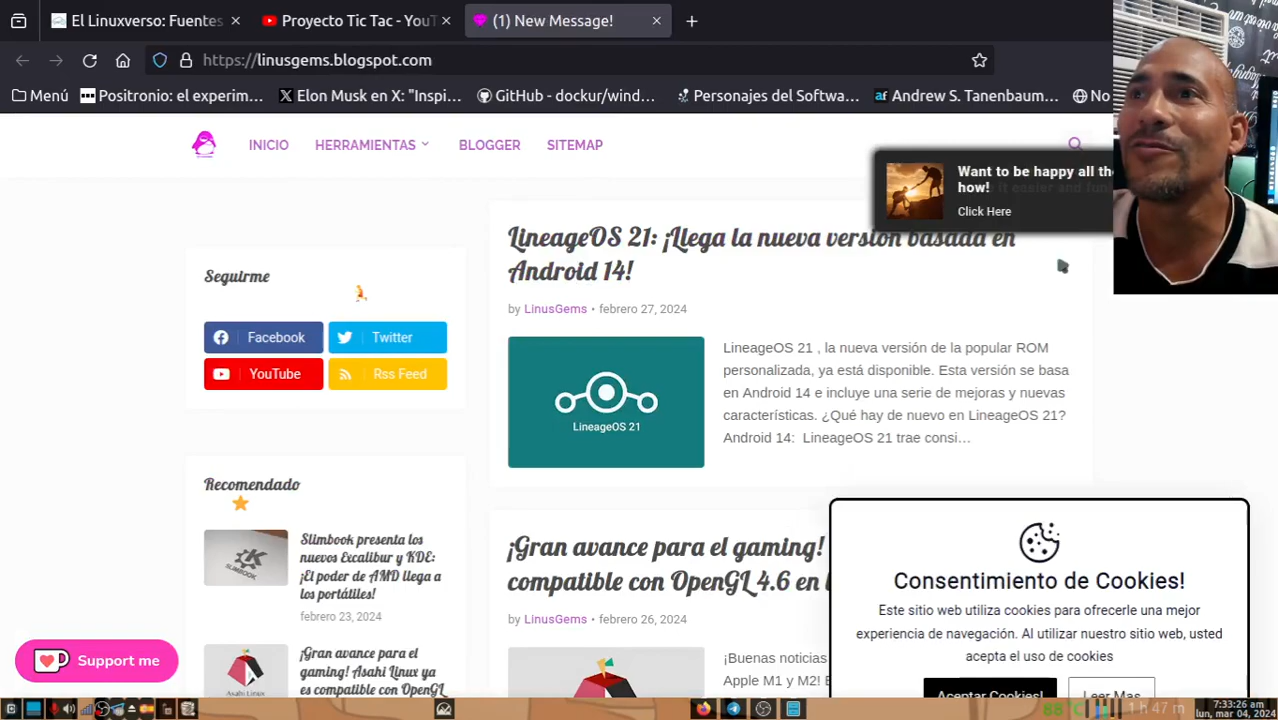 El Linuxverso: Fuentes
Proyecto Tic Tac - YouT
(1) New Message!
https://linusgems.blogspot.com
Menú
Positronio: el experim…
Elon Musk en X: "Inspi…
GitHub - dockur/wind…
Personajes del Softwa…
Andrew S. Tanenbaum…
No
INICIO
HERRAMIENTAS
BLOGGER
SITEMAP
Want to be happy all the
how!
Click Here
Seguirme
Facebook
Twitter
YouTube
Rss Feed
Recomendado
Slimbook presenta los
nuevos Excalibur y KDE:
¡El poder de AMD llega a
los portátiles!
febrero 23, 2024
¡Gran avance para el
gaming! Asahi Linux ya
es compatible con OpenGL
SLIMBOOK
Asahi Linux
Support me
LineageOS 21: ¡Llega la nueva versión basada en
Android 14!
by LinusGems • febrero 27, 2024
LineageOS 21
LineageOS 21 , la nueva versión de la popular ROM
personalizada, ya está disponible. Esta versión se basa
en Android 14 e incluye una serie de mejoras y nuevas
características. ¿Qué hay de nuevo en LineageOS 21?
Android 14: LineageOS 21 trae consi…
¡Gran avance para el gaming!
compatible con OpenGL 4.6 en
by LinusGems • febrero 26, 2024
¡Buenas noticias
Apple M1 y M2!
Consentimiento de Cookies!
Este sitio web utiliza cookies para ofrecerle una mejor
experiencia de navegación. Al utilizar nuestro sitio web, usted
acepta el uso de cookies
Aceptar Cookies!
Leer Mas
88°C
1 h 47 m
7:33:26 am
lun, mar 04, 2024